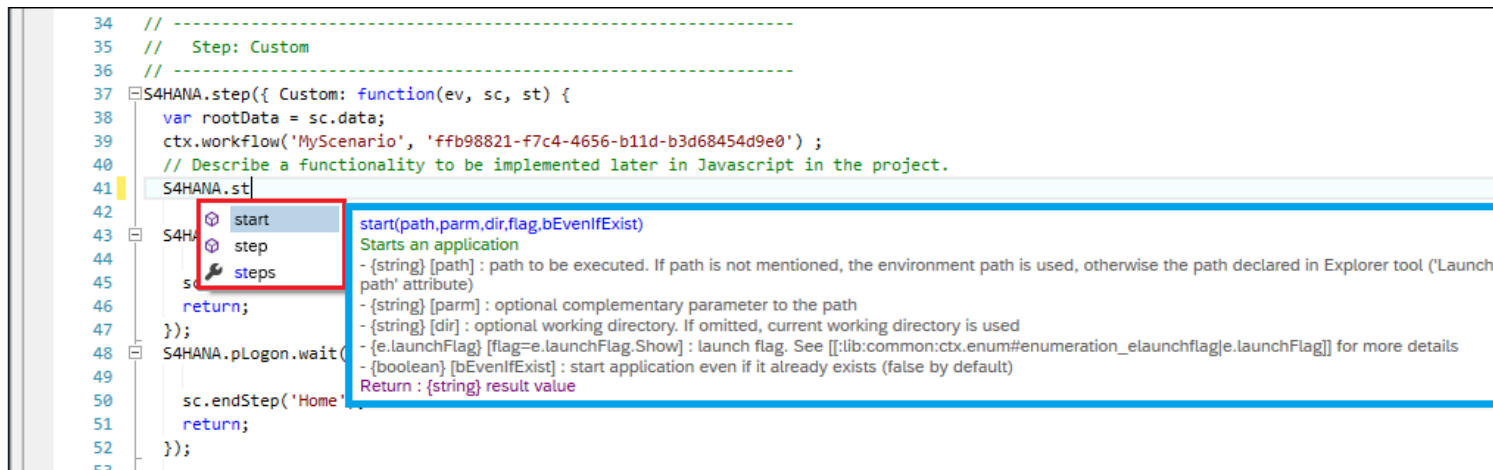 34 // ----------------------------------------------------------------
35 // Step: Custom
36 // ----------------------------------------------------------------
37 S4HANA.step({ Custom: function(ev, sc, st) {
38 var rootData = sc.data;
39 ctx.workflow('MyScenario', 'ffb98821-f7c4-4656-b11d-b3d68454d9e0') ;
40 // Describe a functionality to be implemented later in Javascript in the project.
41 S4HANA.st
42
start
step
steps
start(path,parm,dir,flag,bEvenIfExist)
Starts an application
- {string} [path] : path to be executed. If path is not mentioned, the environment path is used, otherwise the path declared in Explorer tool ('Launch
path' attribute)
- {string} [parm] : optional complementary parameter to the path
- {string} [dir] : optional working directory. If omitted, current working directory is used
- {e.launchFlag} [flag=e.launchFlag.Show] : launch flag. See [[:lib:common:ctx.enum#enumeration_elaunchflag|e.launchFlag]] for more details
- {boolean} [bEvenIfExist] : start application even if it already exists (false by default)
Return : {string} result value
43 S4H
44
45 sc
46 return;
47 });
48 S4HANA.pLogon.wait(
49
50 sc.endStep('Home'
51 return;
52 });
53